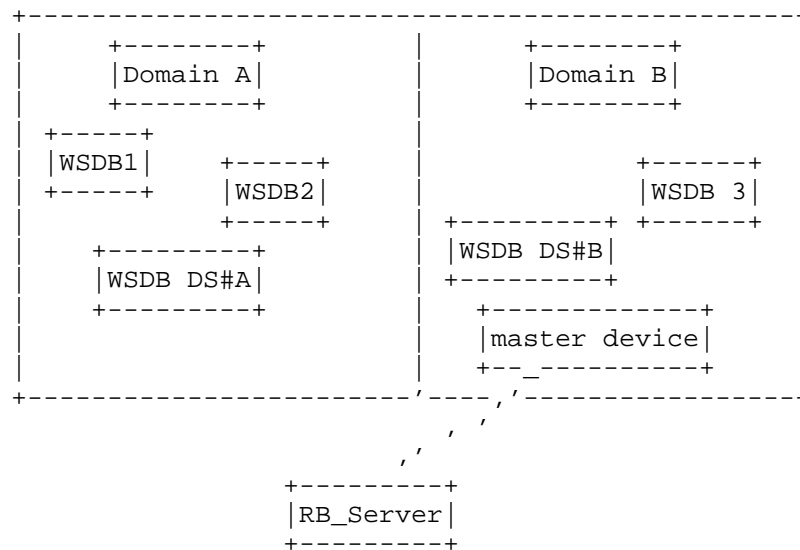 Domain A Domain B
WSDB1
WSDB2 WSDB 3
WSDB DS#B
WSDB DS#A
master device
RB_Server